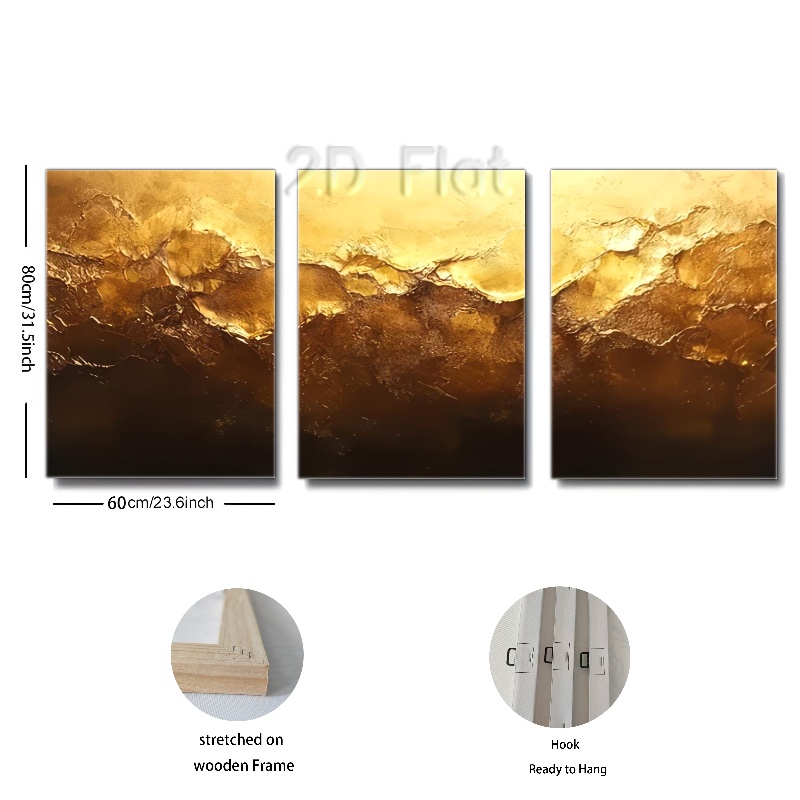 2D Flat
80cm/31.5inch
60cm/23.6inch
stretched on
wooden Frame
Hook
Ready to Hang